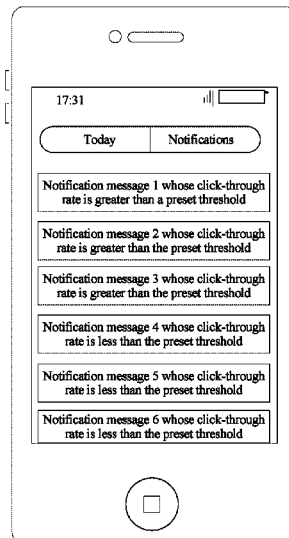 17:31
Today Notifications
Notification message 1 whose click-through
rate is greater than a preset threshold
Notification message 2 whose click-through
rate is greater than the preset threshold
Notification message 3 whose click-through
rate is greater than the preset threshold
Notification message 4 whose click-through
rate is less than the preset threshold
Notification message 5 whose click-through
rate is less than the preset threshold
Notification message 6 whose click-through
rate is less than the preset threshold